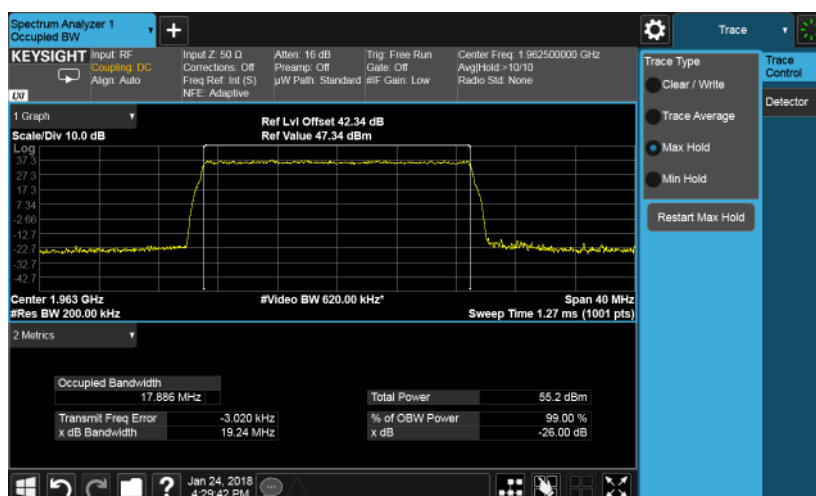 Spectrum Analyzer 1
Occupied BW
+
Trace
KEYSIGHT
LXI
Input: RF
Coupling: DC
Align: Auto
Input Z: 50 Ω
Corrections: Off
Freq Ref: Int (S)
NFE: Adaptive
Atten: 16 dB
Preamp: Off
µW Path: Standard
Trig: Free Run
Gate: Off
#IF Gain: Low
Center Freq: 1.962500000 GHz
Avg|Hold:>10/10
Radio Std: None
Trace Type
Clear / Write
Trace Average
Max Hold
Min Hold
Restart Max Hold
Trace
Control
Detector
1 Graph
Scale/Div 10.0 dB
Ref Lvl Offset 42.34 dB
Ref Value 47.34 dBm
Log
37.3
27.3
17.3
7.34
-2.66
-12.7
-22.7
-32.7
-42.7
Center 1.963 GHz
#Res BW 200.00 kHz
#Video BW 620.00 kHz*
Span 40 MHz
Sweep Time 1.27 ms (1001 pts)
2 Metrics
Occupied Bandwidth
17.886 MHz
Transmit Freq Error -3.020 kHz
x dB Bandwidth 19.24 MHz
Total Power 55.2 dBm
% of OBW Power 99.00 %
x dB -26.00 dB
?
Jan 24, 2018
4:29:42 PM